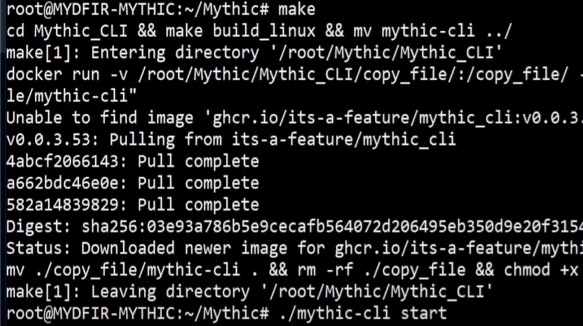 root@MYDFIR-MYTHIC:~/Mythic# make
cd Mythic_CLI && make build_linux && mv mythic-cli ../
make[1]: Entering directory '/root/Mythic/Mythic_CLI'
docker run -v /root/Mythic/Mythic_CLI/copy_file/:/copy_file/ -
le/mythic-cli"
Unable to find image 'ghcr.io/its-a-feature/mythic_cli:v0.0.3.
v0.0.3.53: Pulling from its-a-feature/mythic_cli
4abcf2066143: Pull complete
a662bdc46e0e: Pull complete
582a14839829: Pull complete
Digest: sha256:03e93a786b5e9cecafb564072d206495eb350d9e20f3154
Status: Downloaded newer image for ghcr.io/its-a-feature/mythi
mv ./copy_file/mythic-cli . && rm -rf ./copy_file && chmod +x
make[1]: Leaving directory '/root/Mythic/Mythic_CLI'
root@MYDFIR-MYTHIC:~/Mythic# ./mythic-cli start